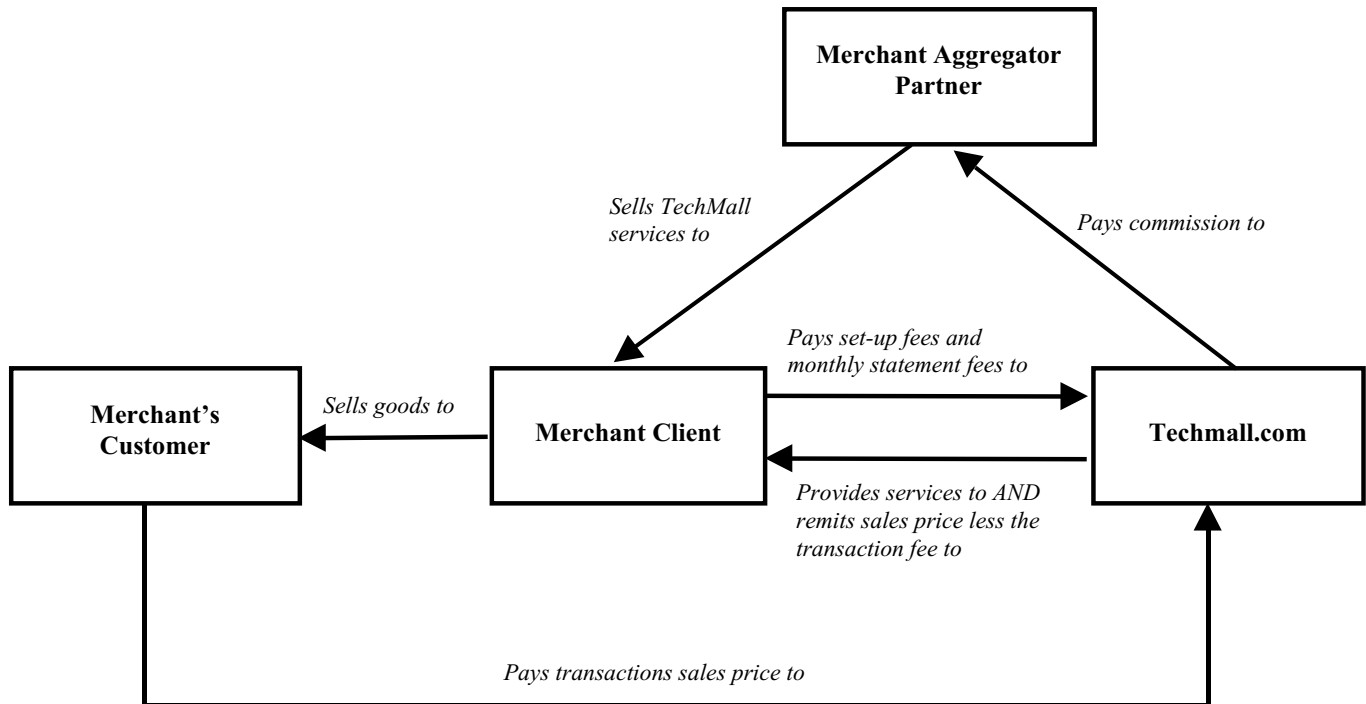 Merchant Aggregator
Partner
Sells TechMall
services to
Pays commission to
Pays set-up fees and
monthly statement fees to
Merchant's
Customer
Sells goods to
Merchant Client
Techmall.com
Provides services to AND
remits sales price less the
transaction fee to
Pays transactions sales price to